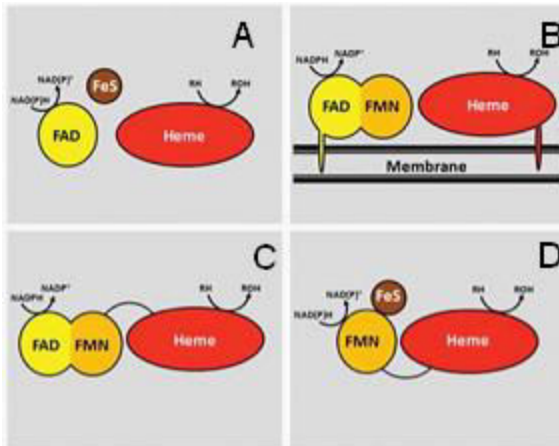 A
NAD(P)H
NAD(P)⁺
FeS
RH
ROH
FAD
Heme
B
NADPH
NADP⁺
RH
ROH
FAD
FMN
Heme
Membrane
C
NADPH
NADP⁺
RH
ROH
FAD
FMN
Heme
D
NAD(P)H
NAD(P)⁺
FeS
RH
ROH
FMN
Heme